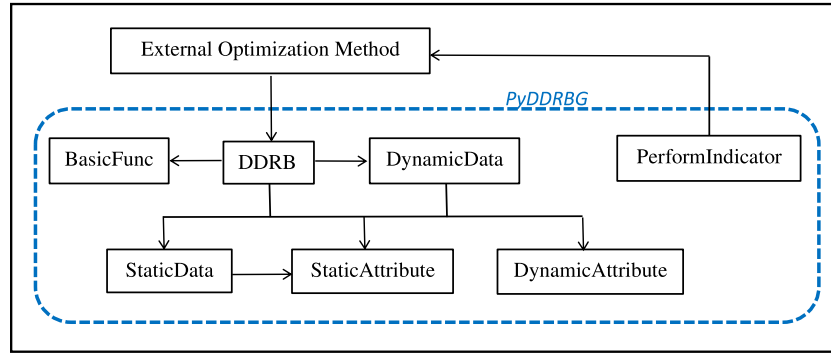 External Optimization Method
PyDDRBG
BasicFunc
DDRB
DynamicData
PerformIndicator
StaticData
StaticAttribute
DynamicAttribute